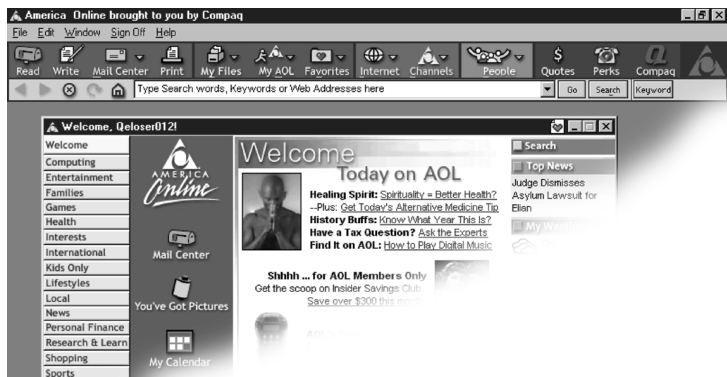 America Online brought to you by Compaq
File Edit Window Sign Off Help
Read Write Mail Center Print My Files My AOL Favorites Internet Channels People Quotes Perks Compaq
Type Search words, Keywords or Web Addresses here Go Search Keyword
Welcome, Qeloser012!
Welcome
Computing
Entertainment
Families
Games
Health
Interests
International
Kids Only
Lifestyles
Local
News
Personal Finance
Research & Learn
Shopping
Sports
AMERICA
Online
Mail Center
You've Got Pictures
My Calendar
Welcome
Today on AOL
Healing Spirit: Spirituality = Better Health?
--Plus: Get Today's Alternative Medicine Tip
History Buffs: Know What Year This Is?
Have a Tax Question? Ask the Experts
Find It on AOL: How to Play Digital Music
Shhhh ... for AOL Members Only
Get the scoop on Insider Savings Club
Save over $300 this
Search
Top News
Judge Dismisses
Asylum Lawsuit for
Elian
My